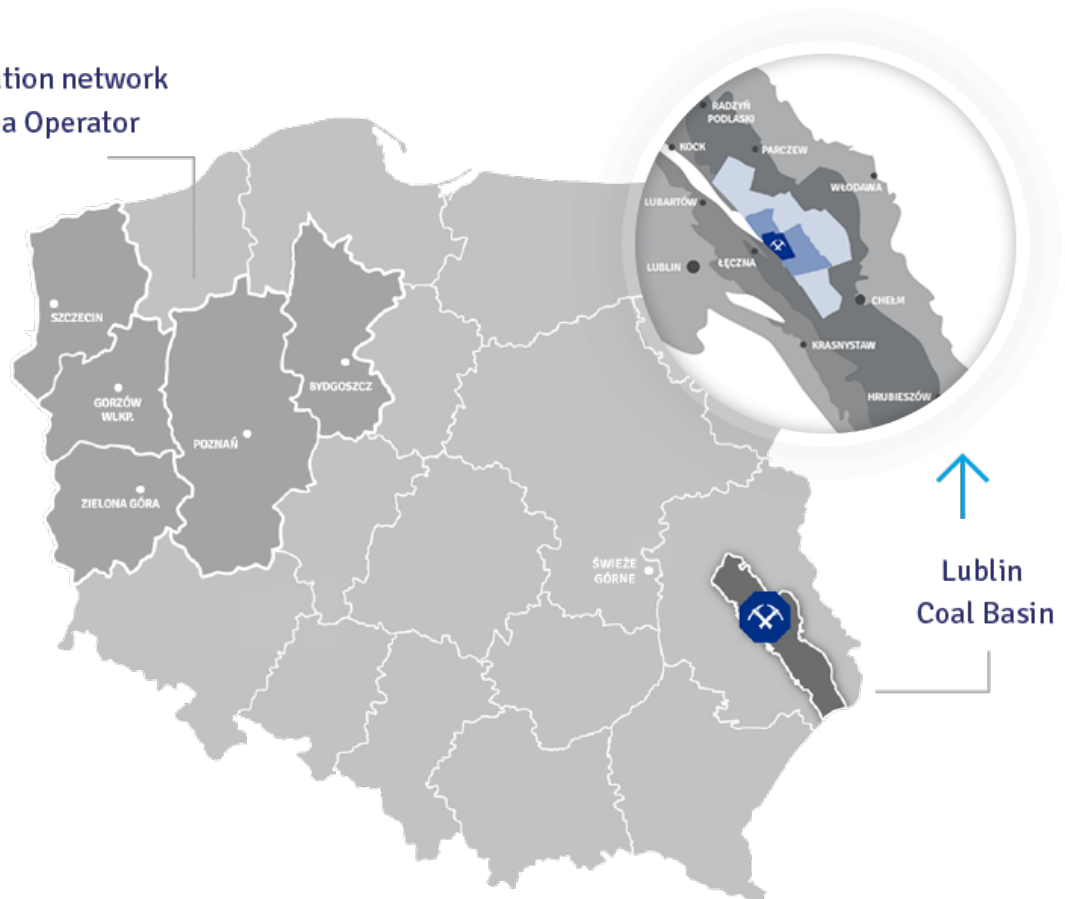 network
Operator
RADZYŃ
PODLASKI
KOCK
PARCZEW
WŁODAWA
LUBARTÓW
LUBLIN
ŁĘCZNA
CHEŁM
KRASNYSTAW
HRUBIESZÓW
SZCZECIN
GORZÓW
WLKP.
BYDGOSZCZ
POZNAŃ
ZIELONA GÓRA
ŚWIEŻE
GÓRNE
Lublin
Coal Basin